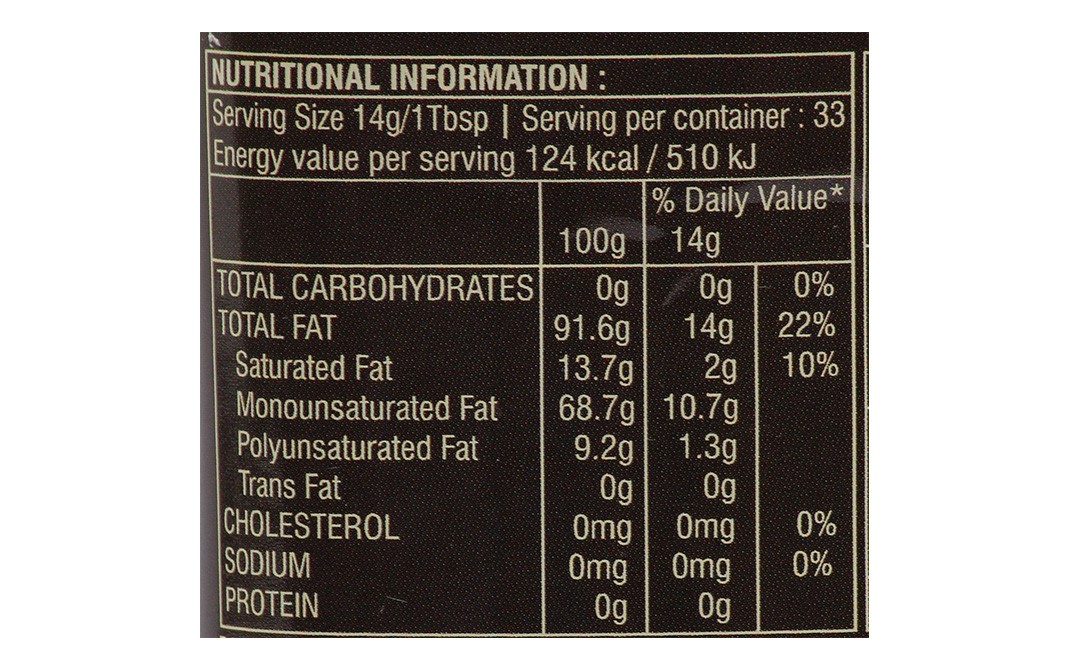 NUTRITIONAL INFORMATION :
Serving Size 14g/1Tbsp | Serving per container : 33
Energy value per serving 124 kcal / 510 kJ
% Daily Value*
100g 14g
TOTAL CARBOHYDRATES 0g 0g 0%
TOTAL FAT 91.6g 14g 22%
Saturated Fat 13.7g 2g 10%
Monounsaturated Fat 68.7g 10.7g
Polyunsaturated Fat 9.2g 1.3g
Trans Fat 0g 0g
CHOLESTEROL 0mg 0mg 0%
SODIUM 0mg 0mg 0%
PROTEIN 0g 0g